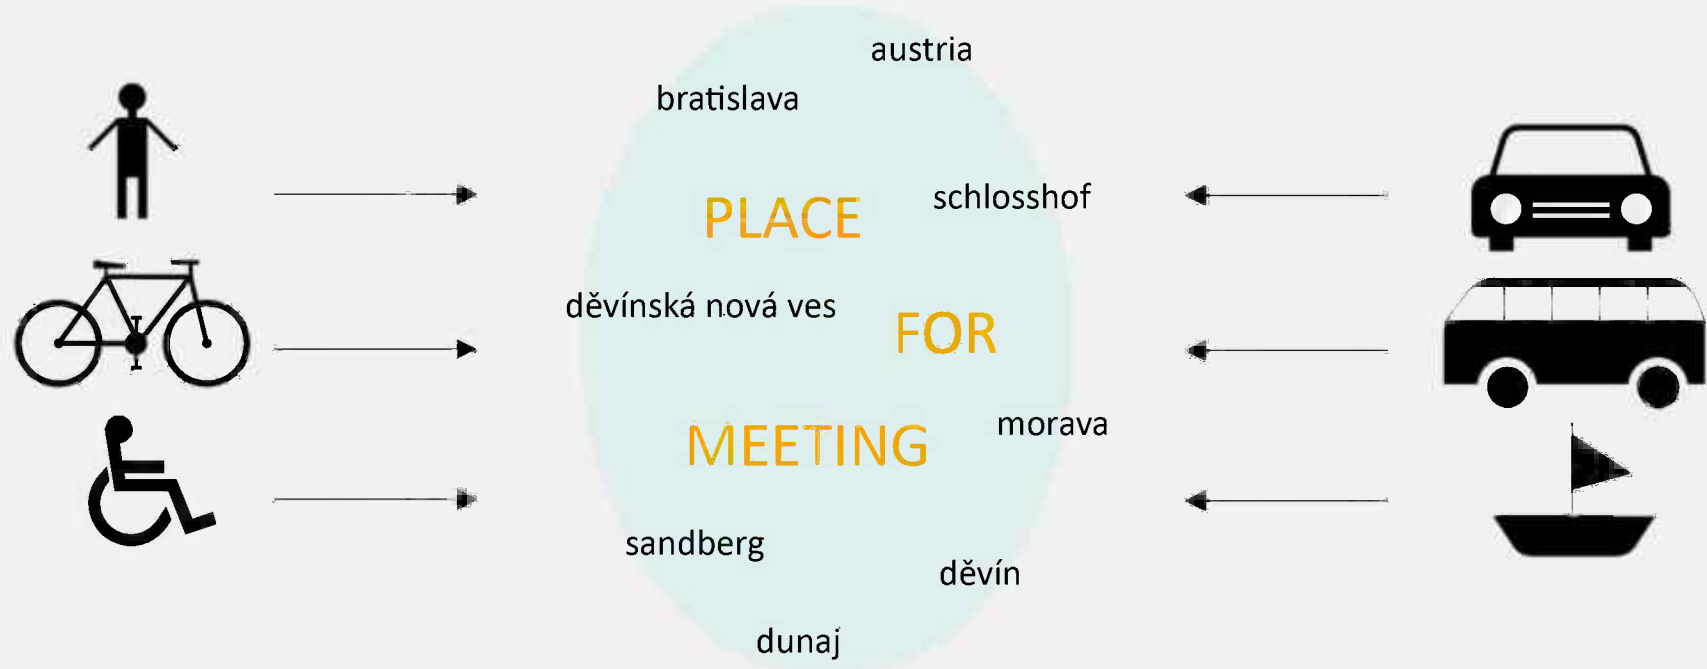 austria
bratislava
PLACE
schlosshof
děvínská nová ves
FOR
morava
MEETING
sandberg
děvín
dunaj